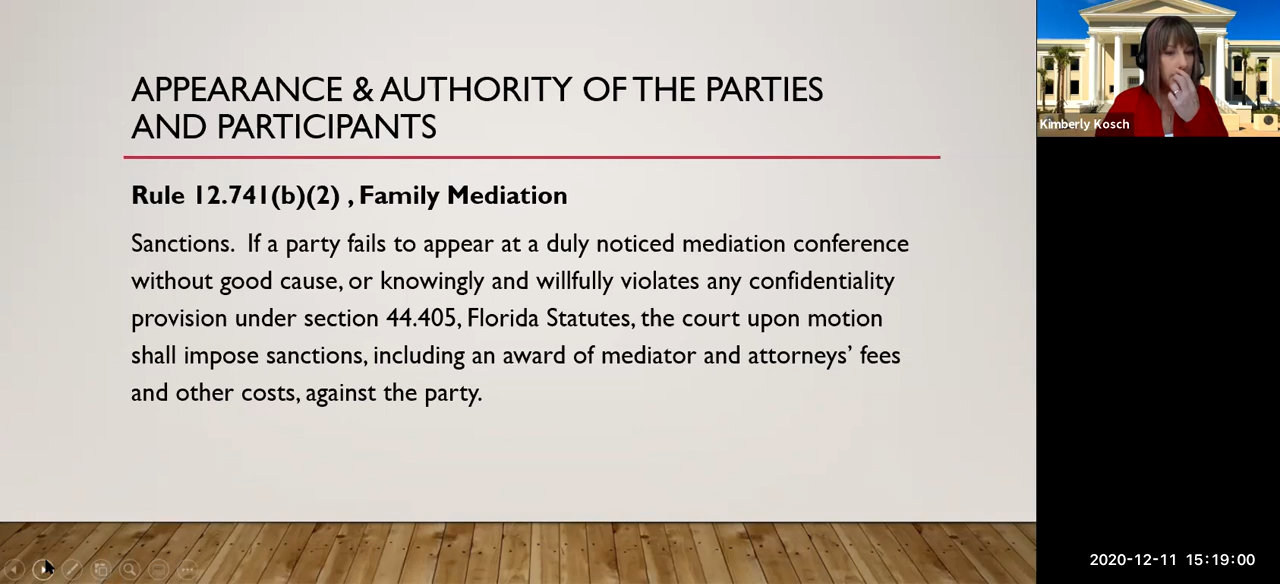 APPEARANCE & AUTHORITY OF THE PARTIES
AND PARTICIPANTS
Rule 12.741(b)(2) , Family Mediation
Sanctions. If a party fails to appear at a duly noticed mediation conference
without good cause, or knowingly and willfully violates any confidentiality
provision under section 44.405, Florida Statutes, the court upon motion
shall impose sanctions, including an award of mediator and attorneys’ fees
and other costs, against the party.
Kimberly Kosch
2020-12-11 15:19:00